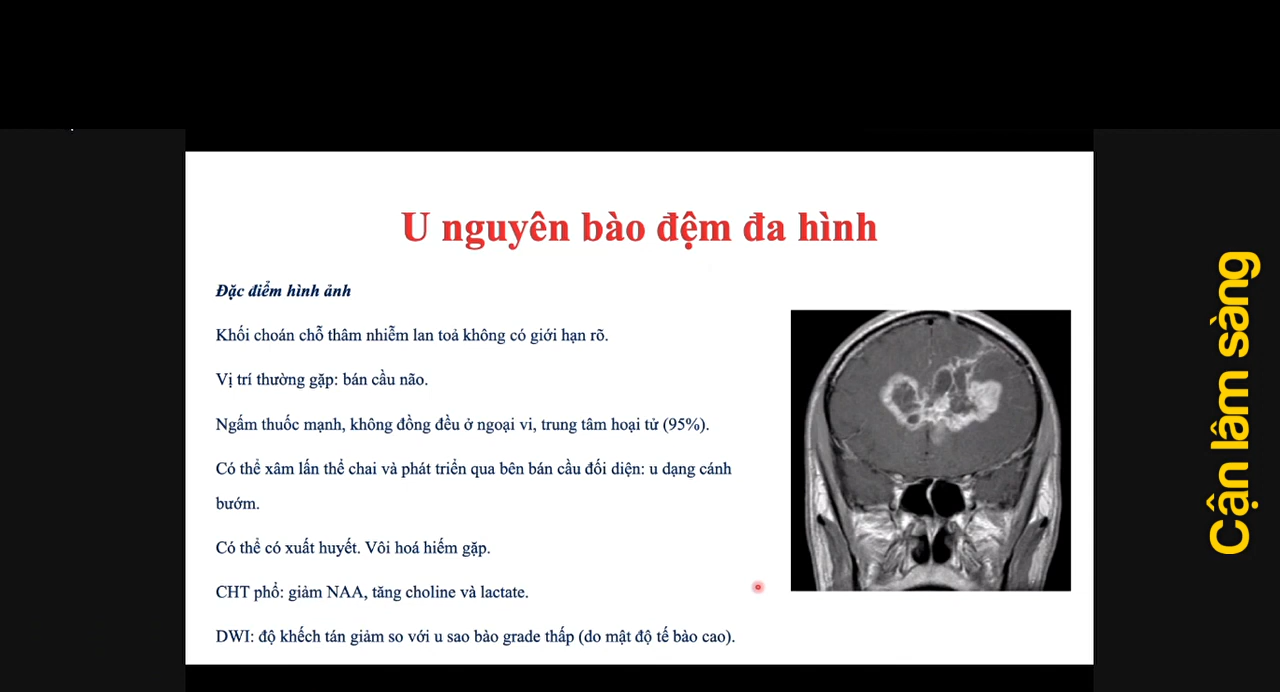 U nguyên bào đệm đa hình
Đặc điểm hình ảnh
Khối choán chỗ thâm nhiễm lan toả không có giới hạn rõ.
Vị trí thường gặp: bán cầu não.
Ngấm thuốc mạnh, không đồng đều ở ngoại vi, trung tâm hoại tử (95%).
Có thể xâm lấn thể chai và phát triển qua bên bán cầu đối diện: u dạng cánh
bướm.
Có thể có xuất huyết. Vôi hoá hiếm gặp.
CHT phổ: giảm NAA, tăng choline và lactate.
DWI: độ khếch tán giảm so với u sao bào grade thấp (do mật độ tế bào cao).
Cận lâm sàng